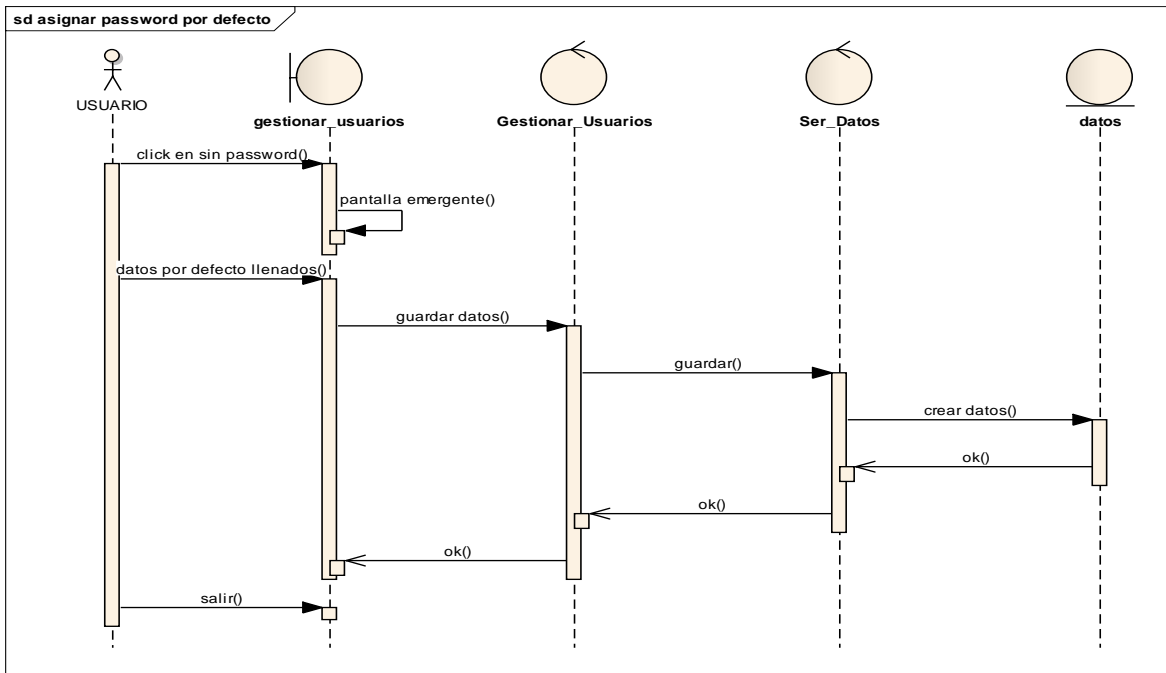 sd asignar password por defecto
USUARIO
gestionar_usuarios
Gestionar_Usuarios
Ser_Datos
datos
click en sin password()
pantalla emergente()
datos por defecto llenados()
guardar datos()
guardar()
crear datos()
ok()
ok()
ok()
salir()